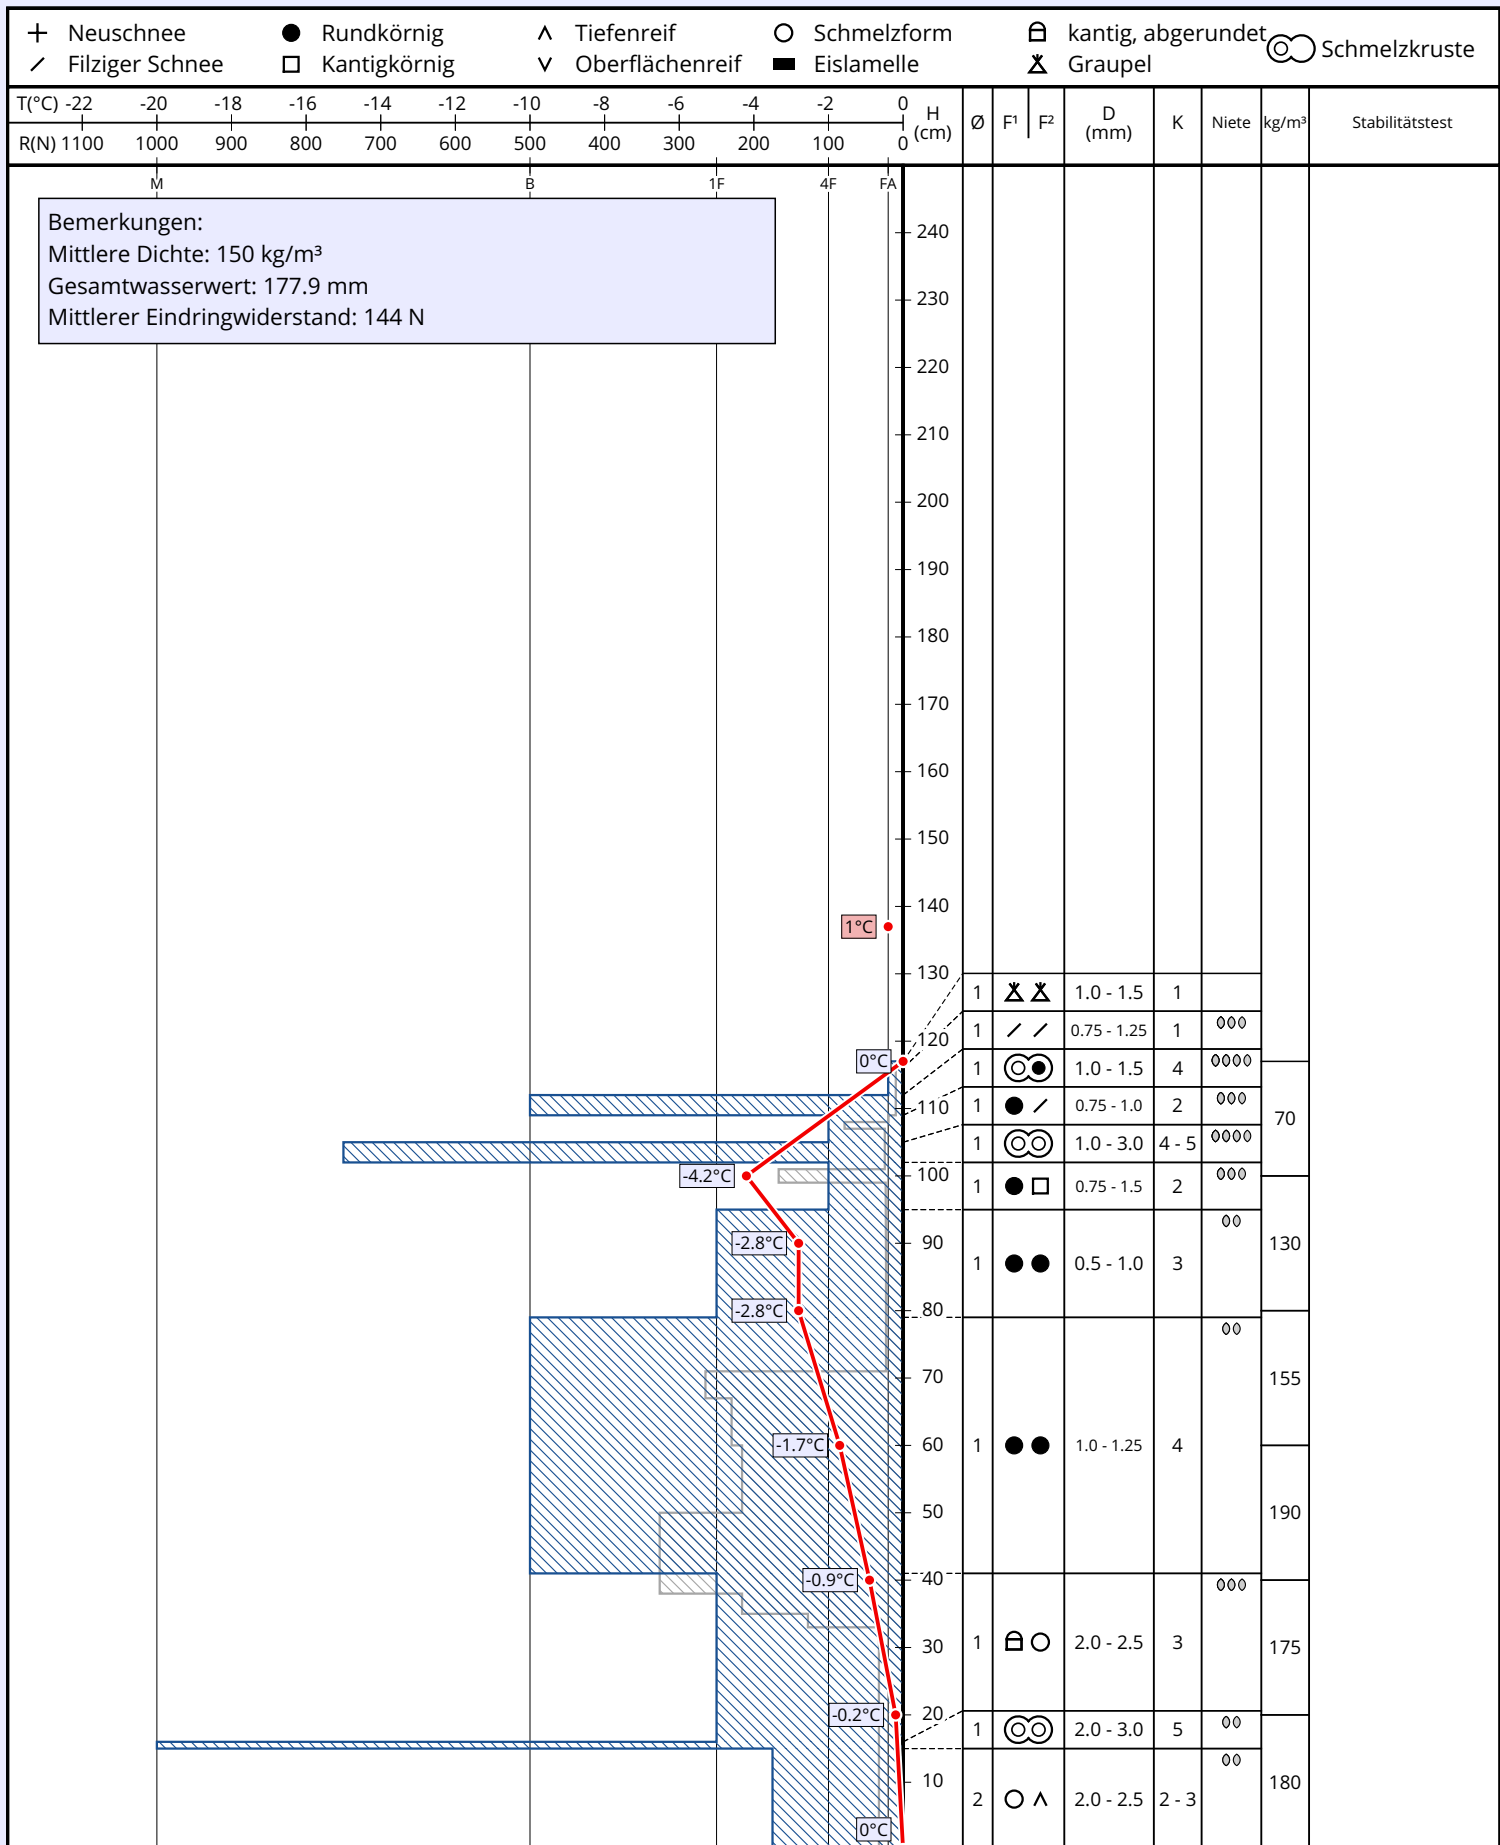 Neuschnee Rundkörnig Tiefenreif Schmelzform kantig, abgerundet Schmelzkruste
Filziger Schnee Kantigkörnig Oberflächenreif Eislamelle Graupel
T(°C) -22 -20 -18 -16 -14 -12 -10 -8 -6 -4 -2 0
R(N) 1100 1000 900 800 700 600 500 400 300 200 100 0
H (cm) Ø F¹ F² D (mm) K Niete kg/m³ Stabilitätstest
M B 1F 4F FA
Bemerkungen:
Mittlere Dichte: 150 kg/m³
Gesamtwasserwert: 177.9 mm
Mittlerer Eindringwiderstand: 144 N
240
230
220
210
200
190
180
170
160
150
140
1°C
130
1 1.0 - 1.5 1
1 0.75 - 1.25 1
120
0°C
1 1.0 - 1.5 4
110
1 0.75 - 1.0 2
70
1 1.0 - 3.0 4 - 5
-4.2°C 100
1 0.75 - 1.5 2
-2.8°C 90 130
1 0.5 - 1.0 3
-2.8°C 80
70 155
-1.7°C 60 1 1.0 - 1.25 4
50 190
-0.9°C 40
30 1 2.0 - 2.5 3 175
-0.2°C 20
1 2.0 - 3.0 5
10 180
2 2.0 - 2.5 2 - 3
0°C